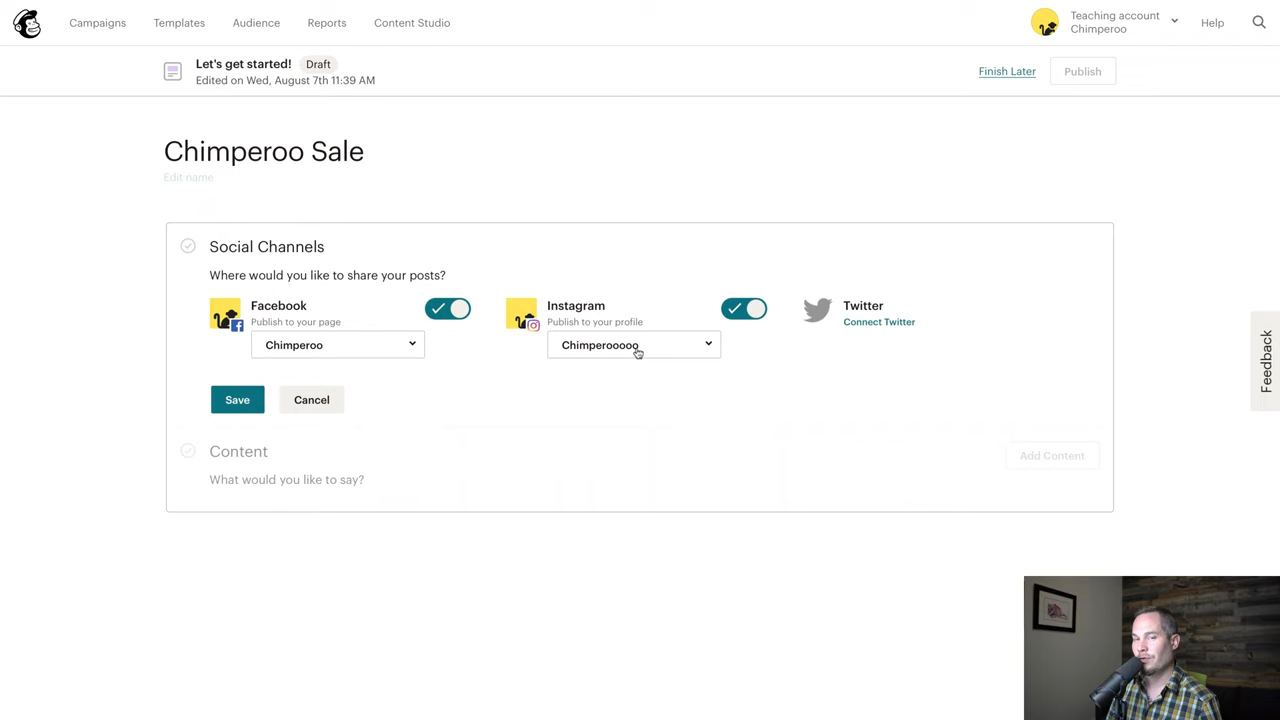 Campaigns Templates Audience Reports Content Studio Teaching account Help
Chimperoo
Let's get started! Draft
Edited on Wed, August 7th 11:39 AM
Finish Later Publish
Chimperoo Sale
Edit name
Social Channels
Where would you like to share your posts?
Facebook
Publish to your page
Chimperoo
Instagram
Publish to your profile
Chimperooooo
Twitter
Connect Twitter
Save Cancel
Content
What would you like to say?
Add Content
Feedback